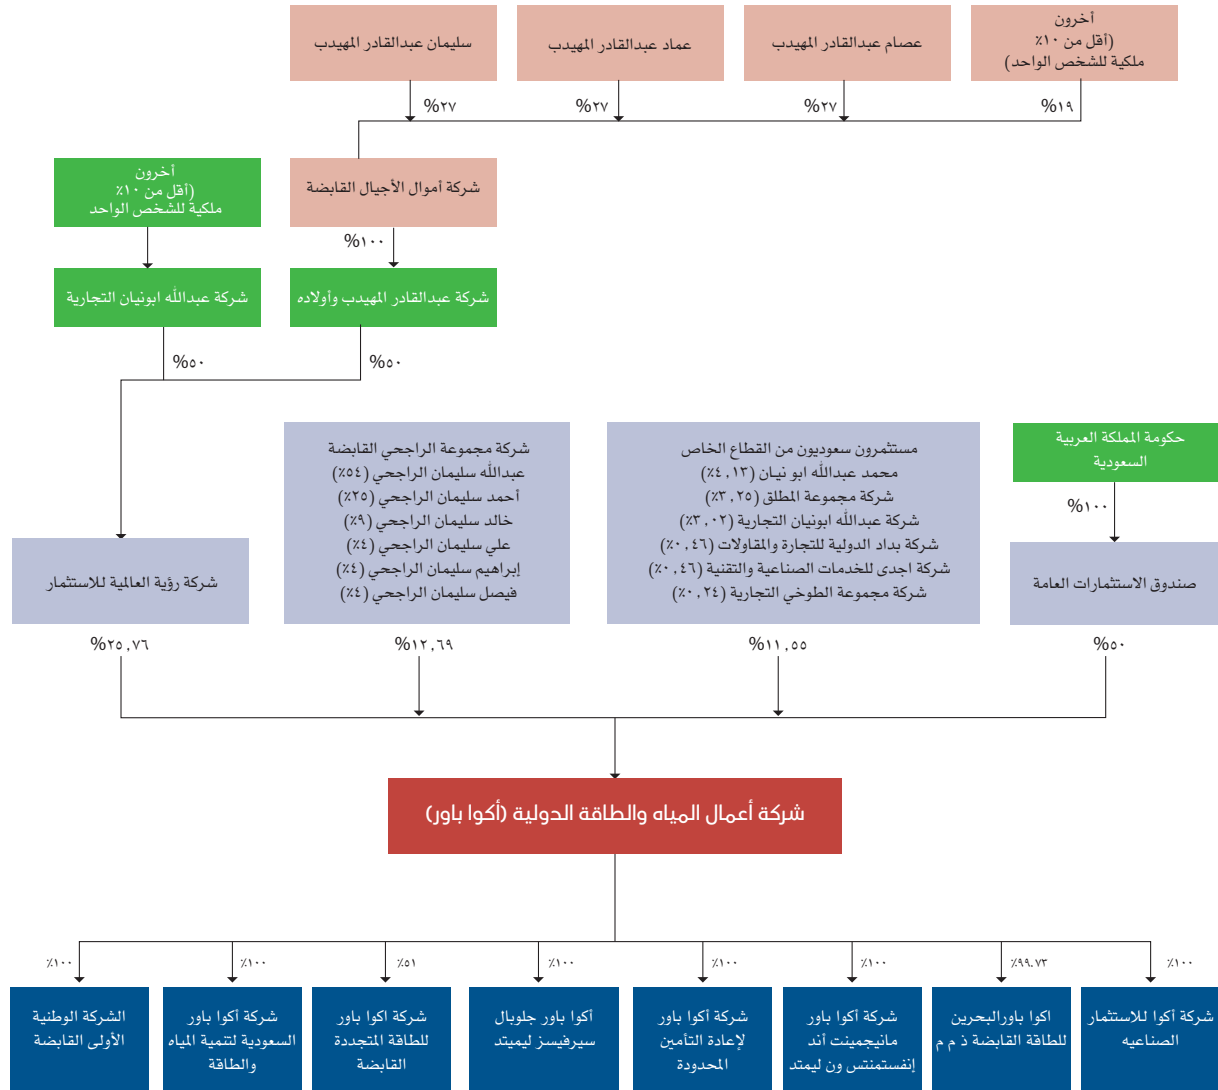 أخرون
(أقل من ١٠٪
ملكية للشخص الواحد)
عصام عبدالقادر المهيدب
عماد عبدالقادر المهيدب
سليمان عبدالقادر المهيدب
%١٩
%٢٧
%٢٧
%٢٧
شركة أموال الأجيال القابضة
أخرون
(أقل من ١٠٪
ملكية للشخص الواحد
%١٠٠
شركة عبدالقادر المهيدب وأولاده
شركة عبدالله ابونيان التجارية
%٥٠
%٥٠
حكومة المملكة العربية
السعودية
%١٠٠
صندوق الاستثمارات العامة
مستثمرون سعوديون من القطاع الخاص
محمد عبدالله ابو نيان (٤,١٣٪)
شركة مجموعة المطلق (٣,٢٥٪)
شركة عبدالله ابونيان التجارية (٣,٠٢٪)
شركة بداد الدولية للتجارة والمقاولات (٠,٤٦٪)
شركة اجدى للخدمات الصناعية والتقنية (٠,٤٦٪)
شركة مجموعة الطوخي التجارية (٠,٢٤٪)
شركة مجموعة الراجحي القابضة
عبدالله سليمان الراجحي (٥٤٪)
أحمد سليمان الراجحي (٢٥٪)
خالد سليمان الراجحي (٩٪)
علي سليمان الراجحي (٤٪)
إبراهيم سليمان الراجحي (٤٪)
فيصل سليمان الراجحي (٤٪)
شركة رؤية العالمية للاستثمار
%٥٠
%١١,٥٥
%١٢,٦٩
%٢٥,٧٦
شركة أعمال المياه والطاقة الدولية (أكوا باور)
٪١٠٠
٪٩٩.٧٣
٪١٠٠
٪١٠٠
٪١٠٠
٪٥١
٪١٠٠
٪١٠٠
شركة أكوا للاستثمار
الصناعيه
اكوا باورالبحرين
للطاقة القابضة ذ م م
شركة أكوا باور
مانيجمينت أند
إنفستمنتس ون ليمتد
شركة أكوا باور
لإعادة التأمين
المحدودة
أكوا باور جلوبال
سيرفيسز ليميتد
شركة اكوا باور
للطاقة المتجددة
القابضة
شركة أكوا باور
السعودية لتنمية المياه
والطاقة
الشركة الوطنية
الأولى القابضة